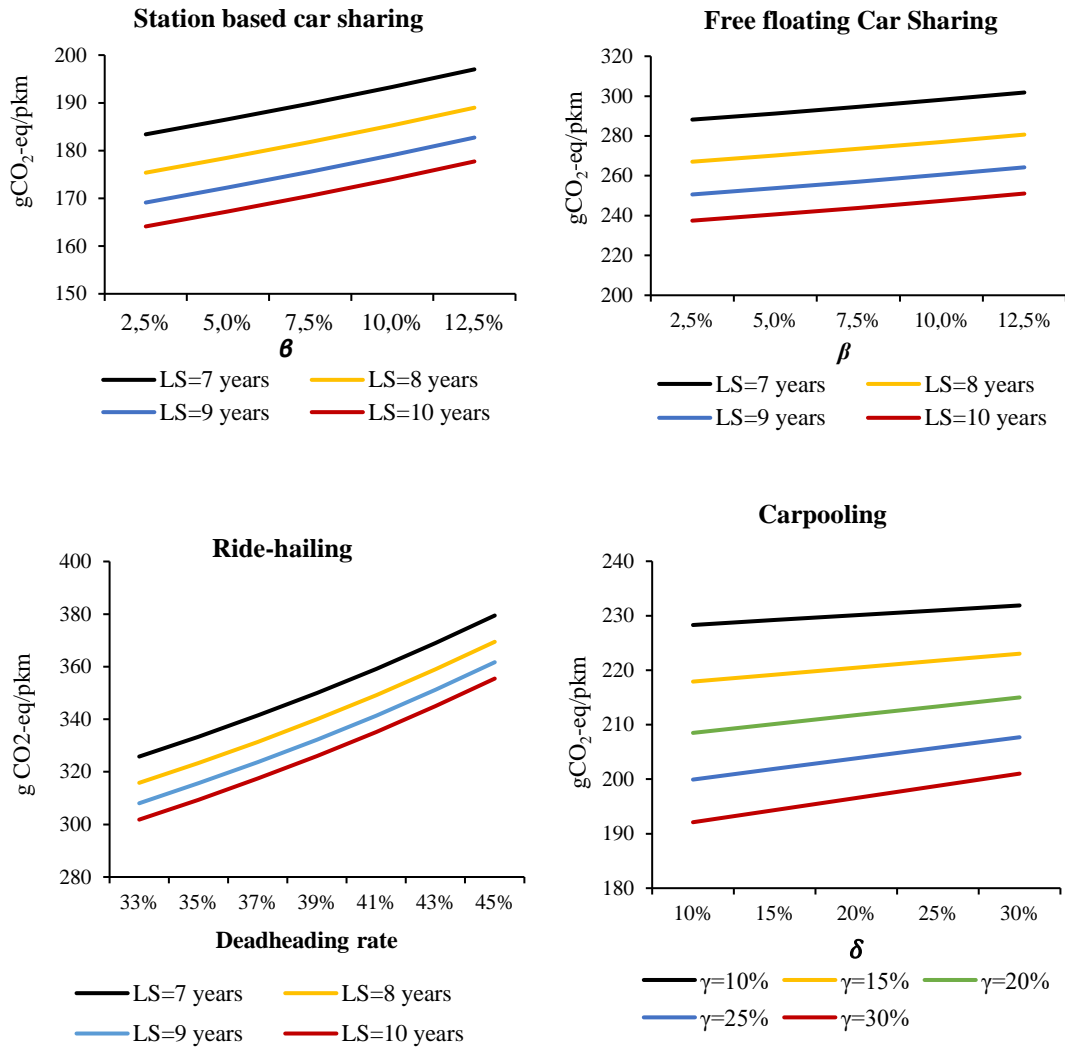 Station based car sharing
gCO₂-eq/pkm
200
190
180
170
160
150
2,5% 5,0% 7,5% 10,0% 12,5%
β
LS=7 years LS=8 years
LS=9 years LS=10 years
Free floating Car Sharing
gCO₂-eq/pkm
320
300
280
260
240
220
200
2,5% 5,0% 7,5% 10,0% 12,5%
β
LS=7 years LS=8 years
LS=9 years LS=10 years
Ride-hailing
g CO2-eq/pkm
400
380
360
340
320
300
280
33% 35% 37% 39% 41% 43% 45%
Deadheading rate
LS=7 years LS=8 years
LS=9 years LS=10 years
Carpooling
gCO₂-eq/pkm
240
230
220
210
200
190
180
10% 15% 20% 25% 30%
δ
γ=10% γ=15% γ=20%
γ=25% γ=30%